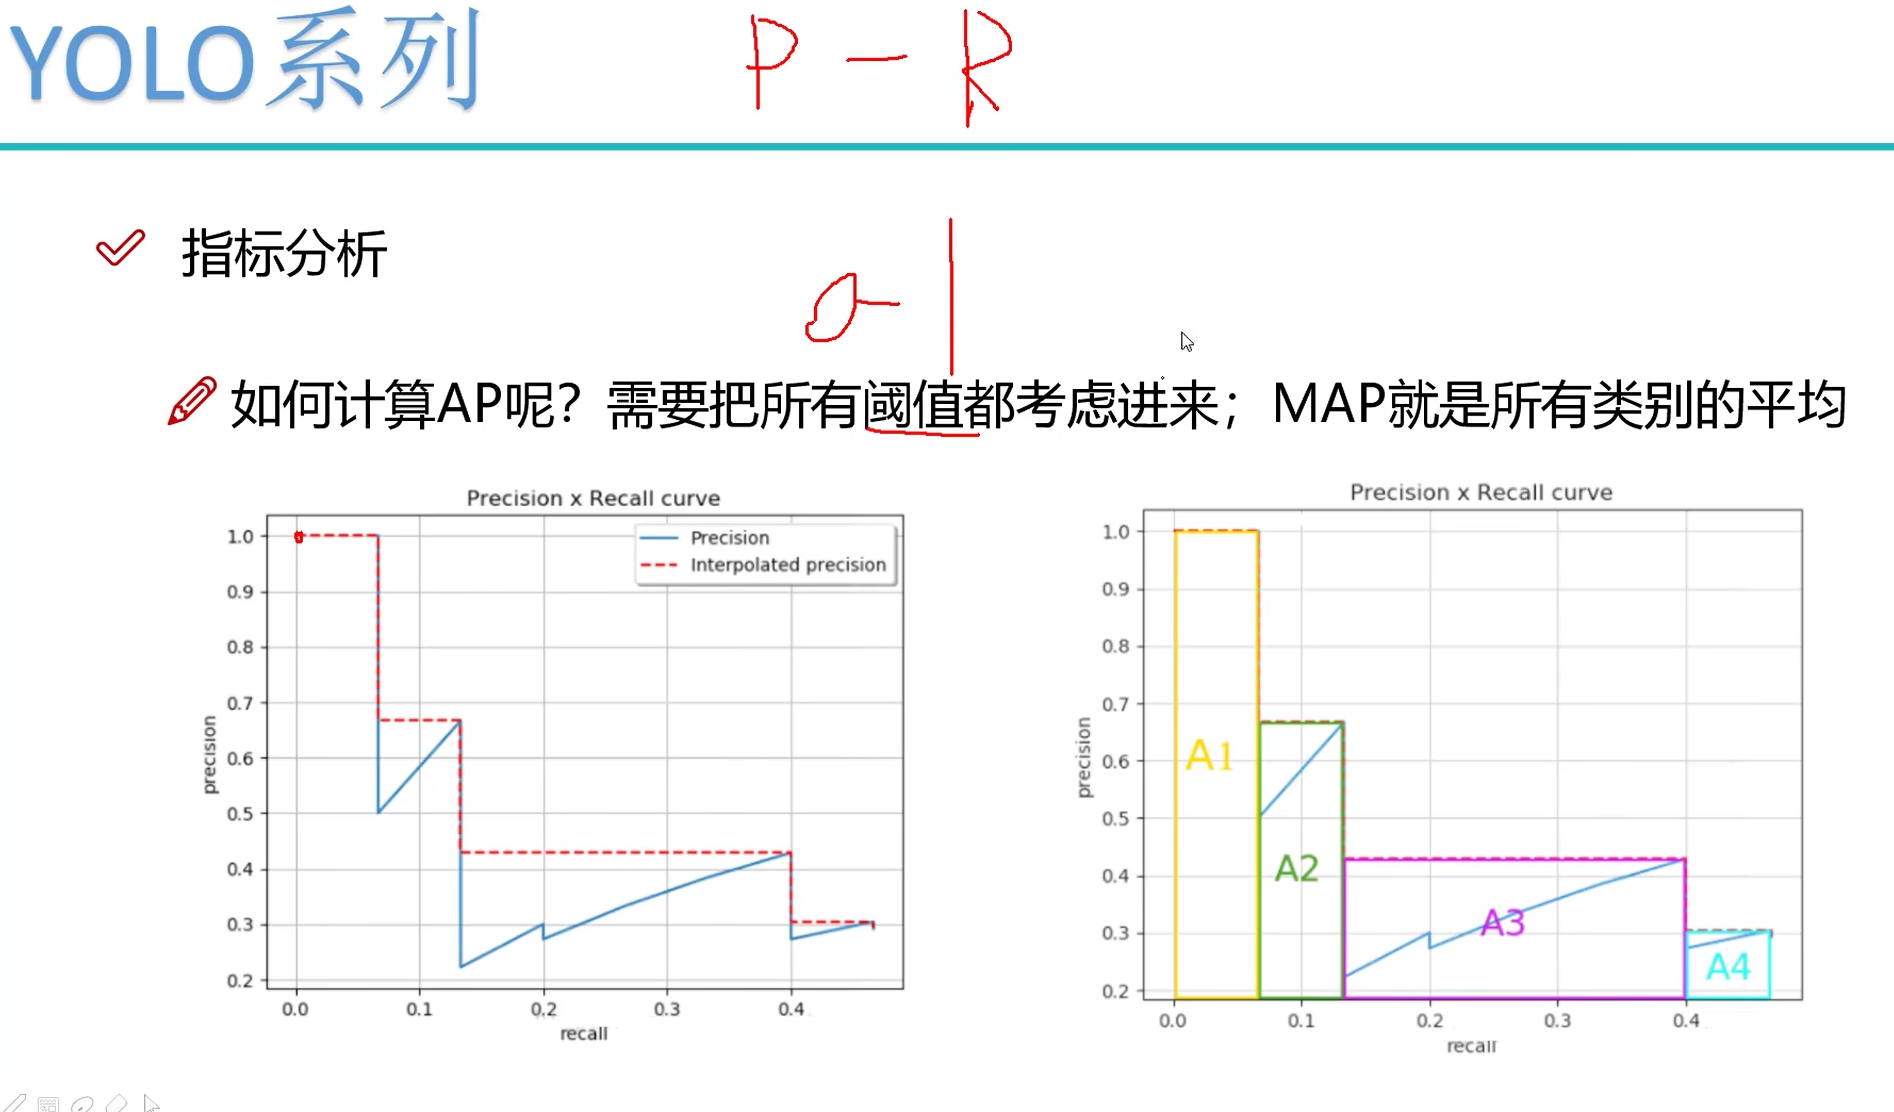 YOLO系列
P - R
指标分析
0 - 1
如何计算AP呢？需要把所有阈值都考虑进来；MAP就是所有类别的平均
Precision x Recall curve
Precision
Interpolated precision
1.0
0.9
0.8
0.7
0.6
0.5
0.4
0.3
0.2
precision
0.0 0.1 0.2 0.3 0.4
recall
Precision x Recall curve
1.0
0.9
0.8
0.7
0.6
0.5
0.4
0.3
0.2
precision
A1
A2
A3
A4
0.0 0.1 0.2 0.3 0.4
recall